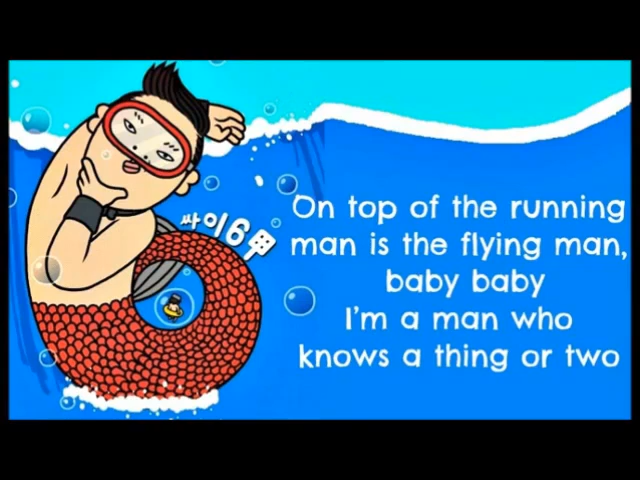 싸이6甲
On top of the running
man is the flying man,
baby baby
I'm a man who
knows a thing or two